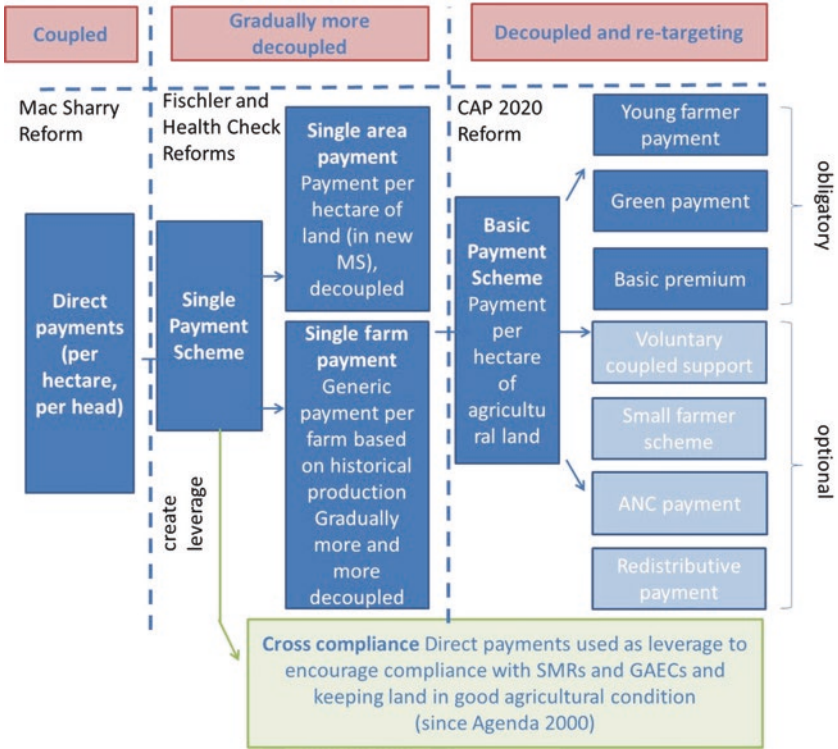 Coupled
Gradually more
decoupled
Decoupled and re-targeting
Mac Sharry
Reform
Fischler and
Health Check
Reforms
CAP 2020
Reform
Direct
payments
(per
hectare,
per head)
Single
Payment
Scheme
create
leverage
Single area
payment
Payment per
hectare of
land (in new
MS),
decoupled
Single farm
payment
Generic
payment per
farm based
on historical
production
Gradually
more and
more
decoupled
Basic
Payment
Scheme
Payment
per
hectare
of
agricultu
ral land
Young farmer
payment
Green payment
Basic premium
Voluntary
coupled support
Small farmer
scheme
ANC payment
Redistributive
payment
obligatory
optional
Cross compliance Direct payments used as leverage to
encourage compliance with SMRs and GAECs and
keeping land in good agricultural condition
(since Agenda 2000)